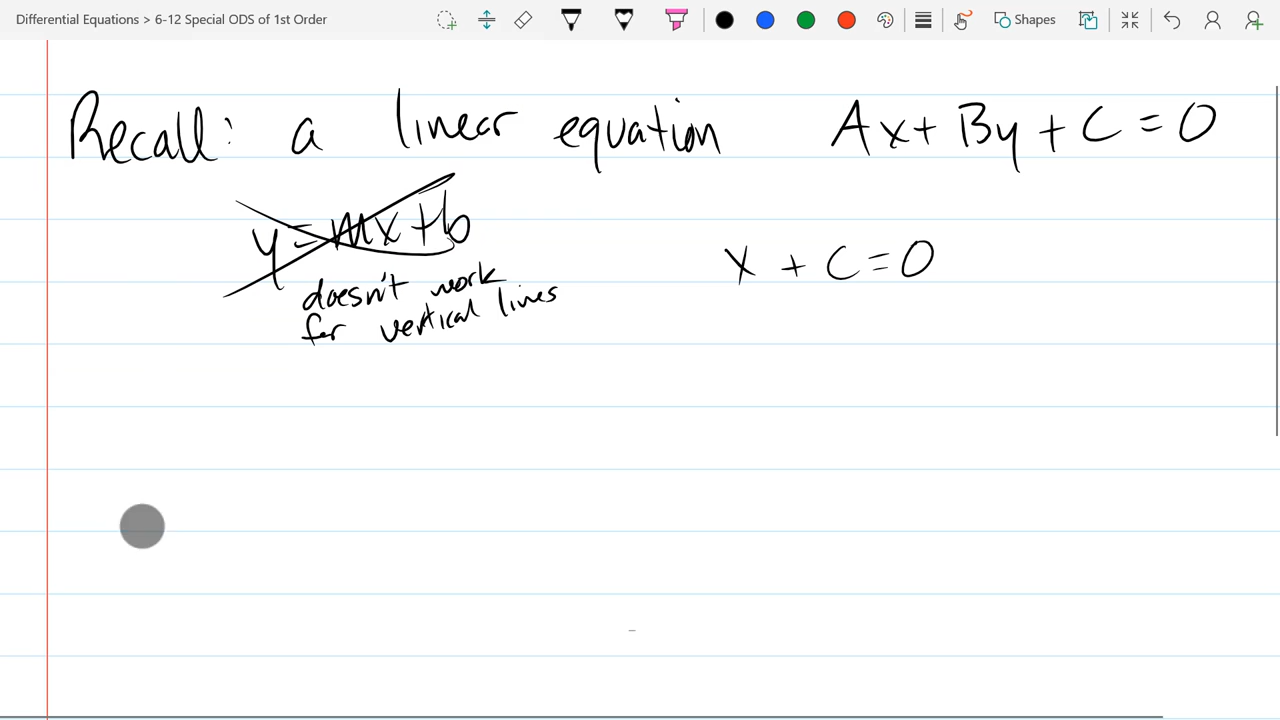 Differential Equations > 6-12 Special ODS of 1st Order
Shapes
Recall: a linear equation Ax + By + C = 0
y = mx + b
x + C = 0
doesn't work
for vertical lines